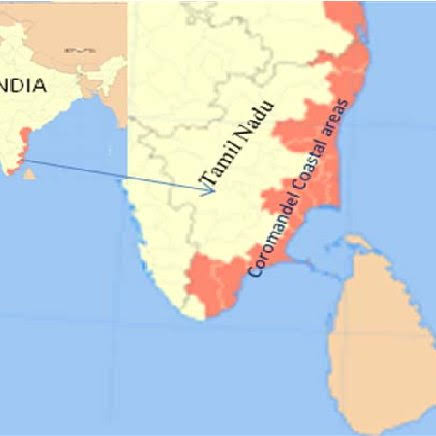 NDIA
Tamil Nadu
Coromandel Coastal areas